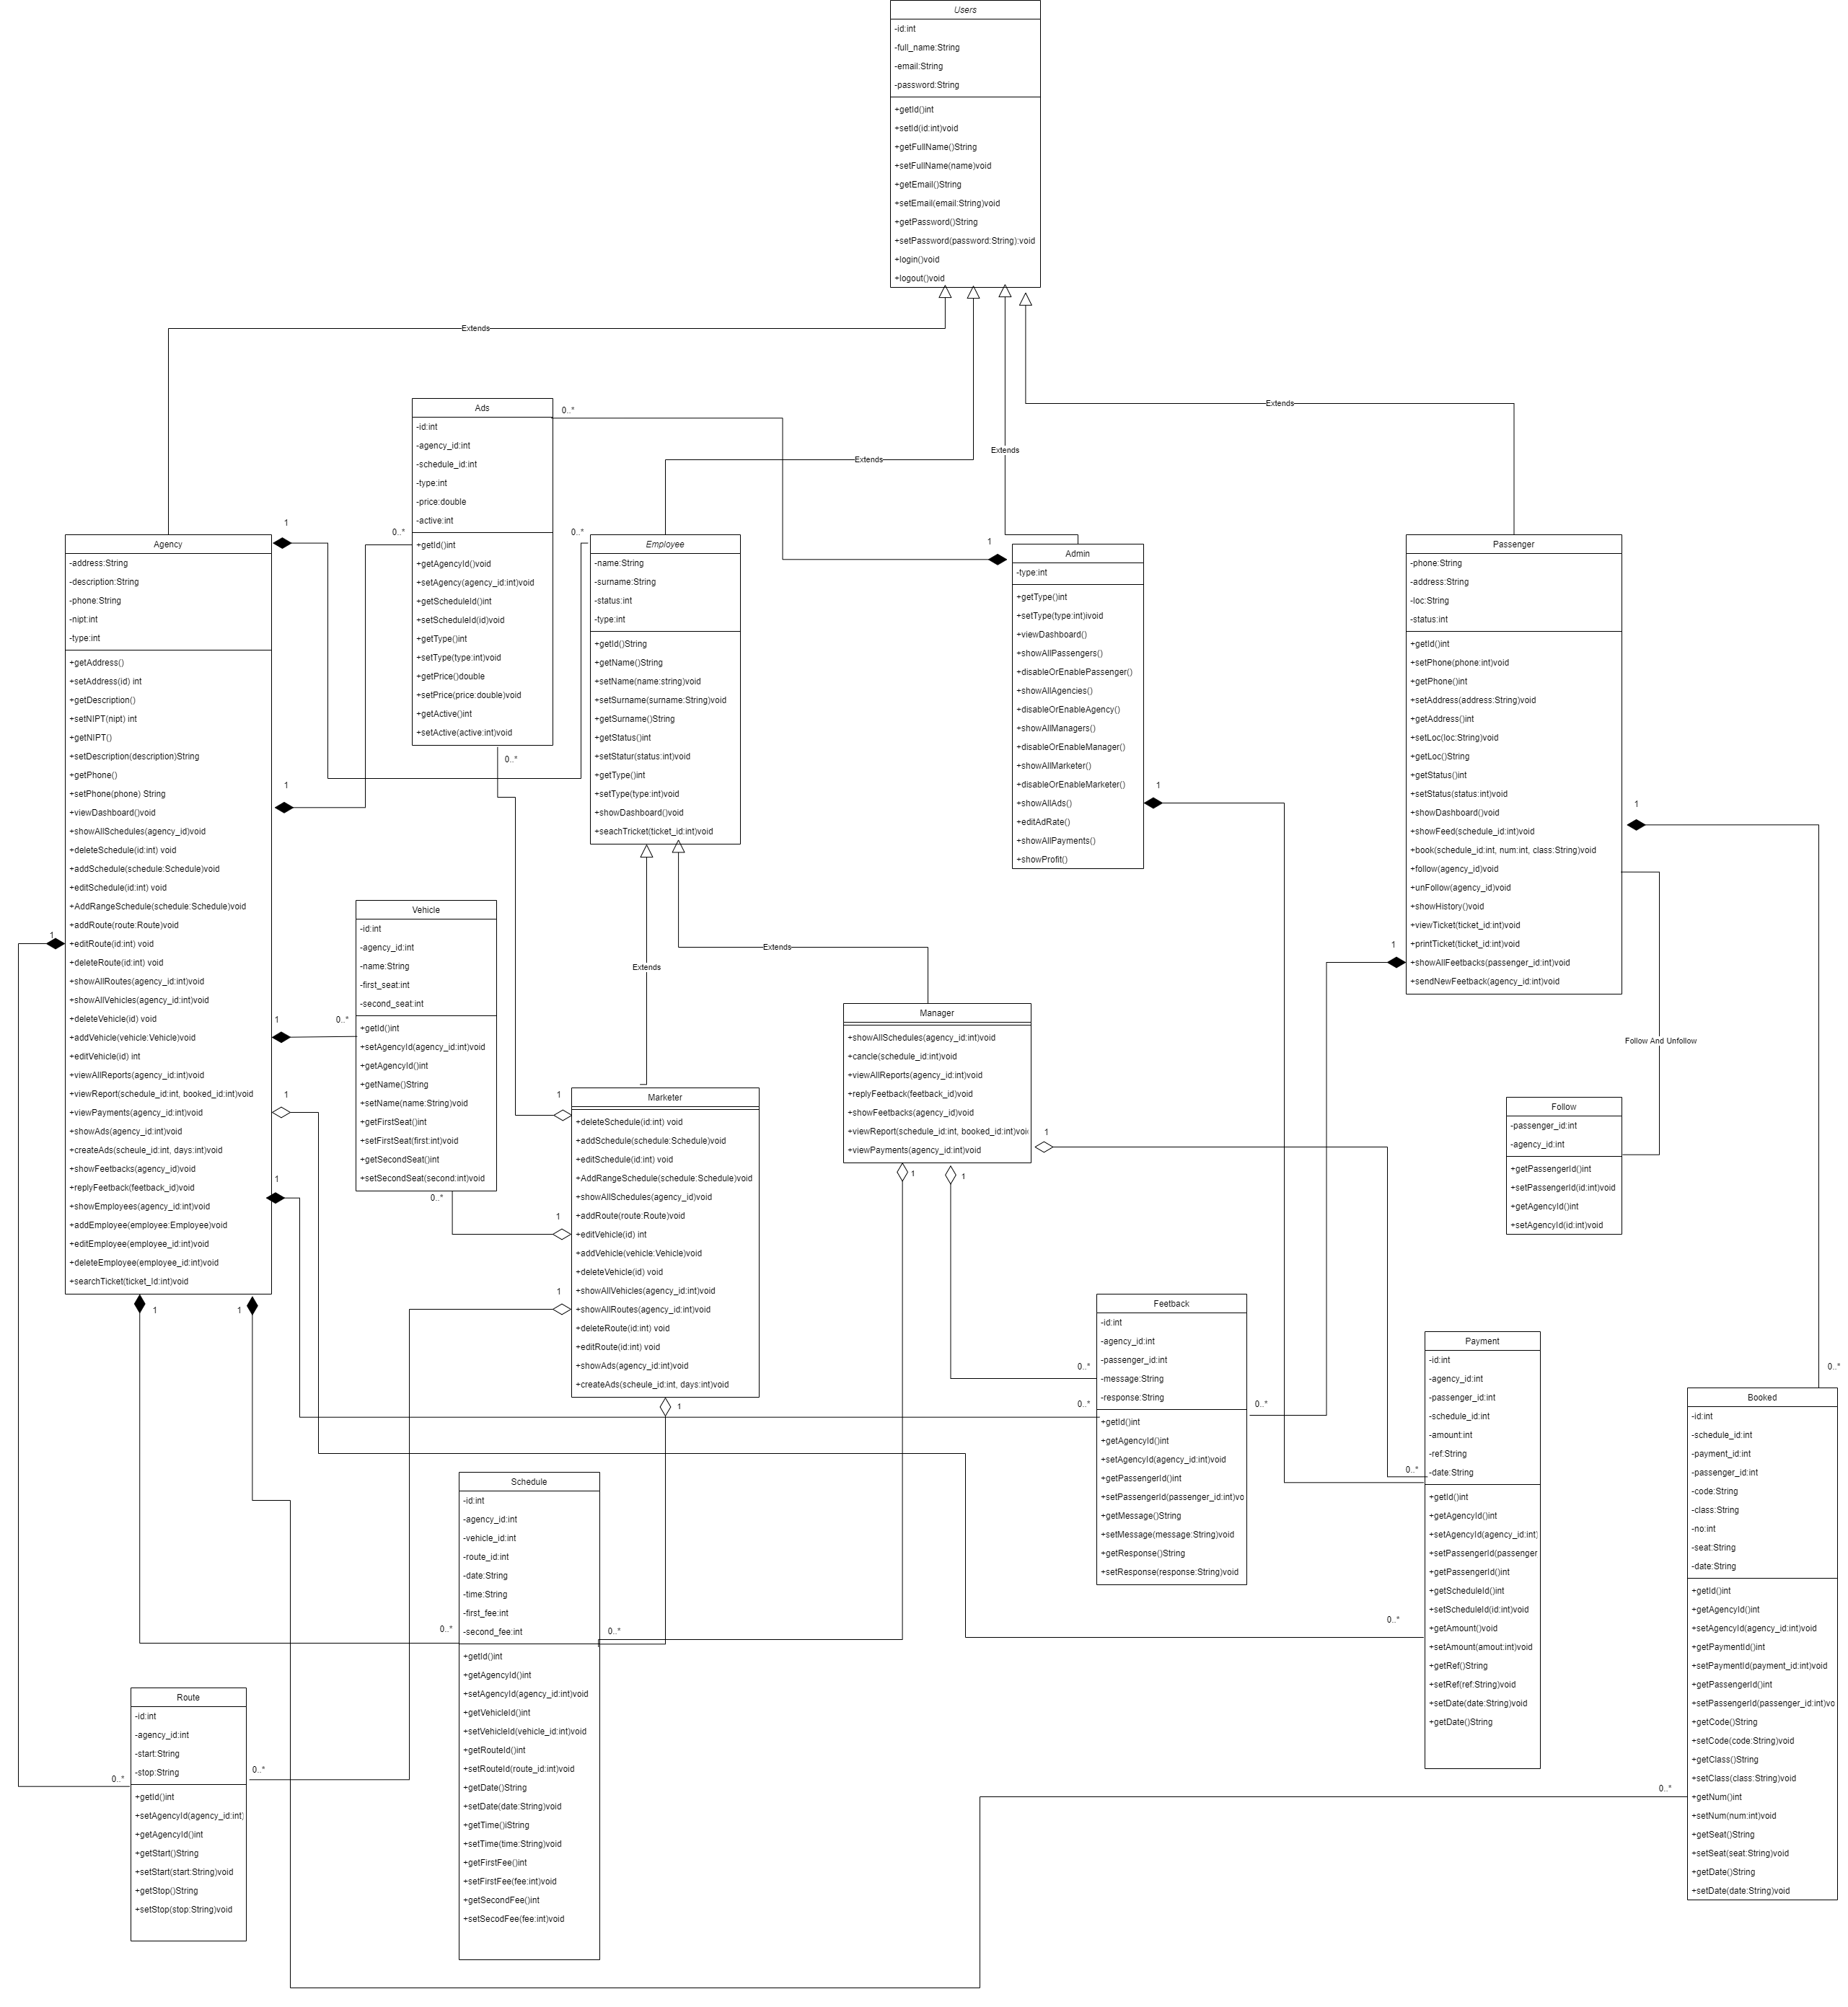 Users
-id:int
-full_name:String
-email:String
-password:String
+getId()int
+setId(id:int)void
+getFullName()String
+setFullName(name)void
+getEmail()String
+setEmail(email:String)void
+getPassword()String
+setPassword(password:String):void
+login()void
+logout()void
Extends
Extends
Extends
Extends
Ads
-id:int
-agency_id:int
-schedule_id:int
-type:int
-price:double
-active:int
+getId()int
+getAgencyId()void
+setAgency(agency_id:int)void
+getScheduleId()int
+setScheduleId(id)void
+getType()int
+setType(type:int)void
+getPrice()double
+setPrice(price:double)void
+getActive()int
+setActive(active:int)void
0..*
0..*
0..*
Agency
-address:String
-description:String
-phone:String
-nipt:int
-type:int
+getAddress()
+setAddress(id) int
+getDescription()
+setNIPT(nipt) int
+getNIPT()
+setDescription(description)String
+getPhone()
+setPhone(phone) String
+viewDashboard()void
+showAllSchedules(agency_id)void
+deleteSchedule(id:int) void
+addSchedule(schedule:Schedule)void
+editSchedule(id:int) void
+AddRangeSchedule(schedule:Schedule)void
+addRoute(route:Route)void
+editRoute(id:int) void
+deleteRoute(id:int) void
+showAllRoutes(agency_id:int)void
+showAllVehicles(agency_id:int)void
+deleteVehicle(id) void
+addVehicle(vehicle:Vehicle)void
+editVehicle(id) int
+viewAllReports(agency_id:int)void
+viewReport(schedule_id:int, booked_id:int)void
+viewPayments(agency_id:int)void
+showAds(agency_id:int)void
+createAds(scheule_id:int, days:int)void
+showFeetbacks(agency_id)void
+replyFeetback(feetback_id)void
+showEmployees(agency_id:int)void
+addEmployee(employee:Employee)void
+editEmployee(employee_id:int)void
+deleteEmployee(employee_id:int)void
+searchTicket(ticket_Id:int)void
1
1
1
1
1
1
1
1
0..*
Employee
-name:String
-surname:String
-status:int
-type:int
+getId()String
+getName()String
+setName(name:string)void
+setSurname(surname:String)void
+getSurname()String
+getStatus()int
+setStatur(status:int)void
+getType()int
+setType(type:int)void
+showDashboard()void
+seachTricket(ticket_id:int)void
1
Admin
-type:int
+getType()int
+setType(type:int)ivoid
+viewDashboard()
+showAllPassengers()
+disableOrEnablePassenger()
+showAllAgencies()
+disableOrEnableAgency()
+showAllManagers()
+disableOrEnableManager()
+showAllMarketer()
+disableOrEnableMarketer()
+showAllAds()
+editAdRate()
+showAllPayments()
+showProfit()
1
Passenger
-phone:String
-address:String
-loc:String
-status:int
+getId()int
+setPhone(phone:int)void
+getPhone()int
+setAddress(address:String)void
+getAddress()int
+setLoc(loc:String)void
+getLoc()String
+getStatus()int
+setStatus(status:int)void
+showDashboard()void
+showFeed(schedule_id:int)void
+book(schedule_id:int, num:int, class:String)void
+follow(agency_id)void
+unFollow(agency_id)void
+showHistory()void
+viewTicket(ticket_id:int)void
+printTicket(ticket_id:int)void
+showAllFeetbacks(passenger_id:int)void
+sendNewFeetback(agency_id:int)void
1
1
Follow And Unfollow
Vehicle
-id:int
-agency_id:int
-name:String
-first_seat:int
-second_seat:int
+getId()int
+setAgencyId(agency_id:int)void
+getAgencyId()int
+getName()String
+setName(name:String)void
+getFirstSeat()int
+setFirstSeat(first:int)void
+getSecondSeat()int
+setSecondSeat(second:int)void
0..*
0..*
Extends
Extends
Manager
+showAllSchedules(agency_id:int)void
+cancle(schedule_id:int)void
+viewAllReports(agency_id:int)void
+replyFeetback(feetback_id)void
+showFeetbacks(agency_id)void
+viewReport(schedule_id:int, booked_id:int)voi
+viewPayments(agency_id:int)void
1
1
1
Marketer
+deleteSchedule(id:int) void
+addSchedule(schedule:Schedule)void
+editSchedule(id:int) void
+AddRangeSchedule(schedule:Schedule)void
+showAllSchedules(agency_id)void
+addRoute(route:Route)void
+editVehicle(id) int
+addVehicle(vehicle:Vehicle)void
+deleteVehicle(id) void
+showAllVehicles(agency_id:int)void
+showAllRoutes(agency_id:int)void
+deleteRoute(id:int) void
+editRoute(id:int) void
+showAds(agency_id:int)void
+createAds(scheule_id:int, days:int)void
1
1
1
1
Follow
-passenger_id:int
-agency_id:int
+getPassengerId()int
+setPassengerId(id:int)void
+getAgencyId()int
+setAgencyId(id:int)void
Feetback
-id:int
-agency_id:int
-passenger_id:int
-message:String
-response:String
+getId()int
+getAgencyId()int
+setAgencyId(agency_id:int)void
+getPassengerId()int
+setPassengerId(passenger_id:int)vo
+getMessage()String
+setMessage(message:String)void
+getResponse()String
+setResponse(response:String)void
0..*
0..*
0..*
Payment
-id:int
-agency_id:int
-passenger_id:int
-schedule_id:int
-amount:int
-ref:String
-date:String
+getId()int
+getAgencyId()int
+setAgencyId(agency_id:int)
+setPassengerId(passenger
+getPassengerId()int
+getScheduleId()int
+setScheduleId(id:int)void
+getAmount()void
+setAmount(amout:int)void
+getRef()String
+setRef(ref:String)void
+setDate(date:String)void
+getDate()String
0..*
0..*
Booked
-id:int
-schedule_id:int
-payment_id:int
-passenger_id:int
-code:String
-class:String
-no:int
-seat:String
-date:String
+getId()int
+getAgencyId()int
+setAgencyId(agency_id:int)void
+getPaymentId()int
+setPaymentId(payment_id:int)void
+getPassengerId()int
+setPassengerId(passenger_id:int)vo
+getCode()String
+setCode(code:String)void
+getClass()String
+setClass(class:String)void
+getNum()int
+setNum(num:int)void
+getSeat()String
+setSeat(seat:String)void
+getDate()String
+setDate(date:String)void
0..*
0..*
Schedule
-id:int
-agency_id:int
-vehicle_id:int
-route_id:int
-date:String
-time:String
-first_fee:int
-second_fee:int
+getId()int
+getAgencyId()int
+setAgencyId(agency_id:int)void
+getVehicleId()int
+setVehicleId(vehicle_id:int)void
+getRouteId()int
+setRouteId(route_id:int)void
+getDate()String
+setDate(date:String)void
+getTime()iString
+setTime(time:String)void
+getFirstFee()int
+setFirstFee(fee:int)void
+getSecondFee()int
+setSecodFee(fee:int)void
0..*
0..*
Route
-id:int
-agency_id:int
-start:String
-stop:String
+getId()int
+setAgencyId(agency_id:int)
+getAgencyId()int
+getStart()String
+setStart(start:String)void
+getStop()String
+setStop(stop:String)void
0..*
0..*